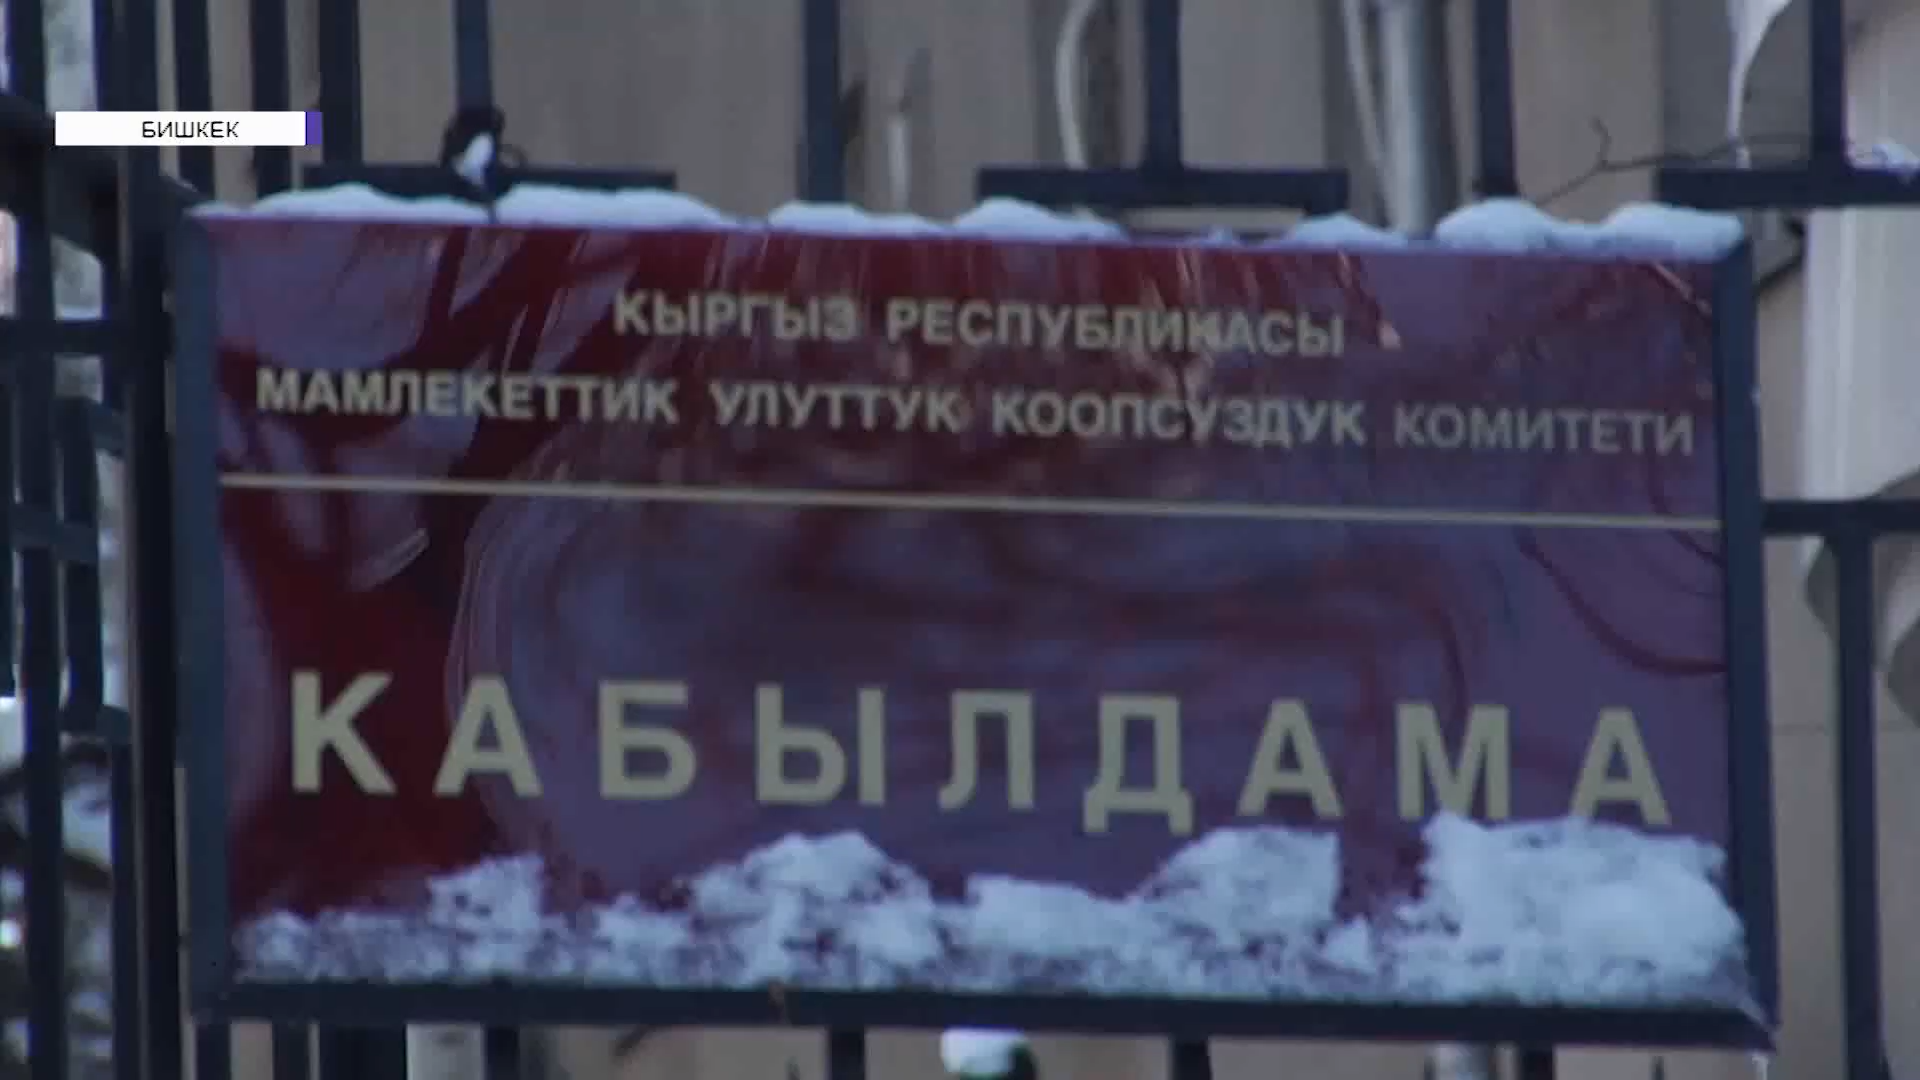 БИШКЕК
КЫРГЫЗ РЕСПУБЛИКАСЫ
МАМЛЕКЕТТИК УЛУТТУК КООПСУЗДУК КОМИТЕТИ
КАБЫЛДАМА